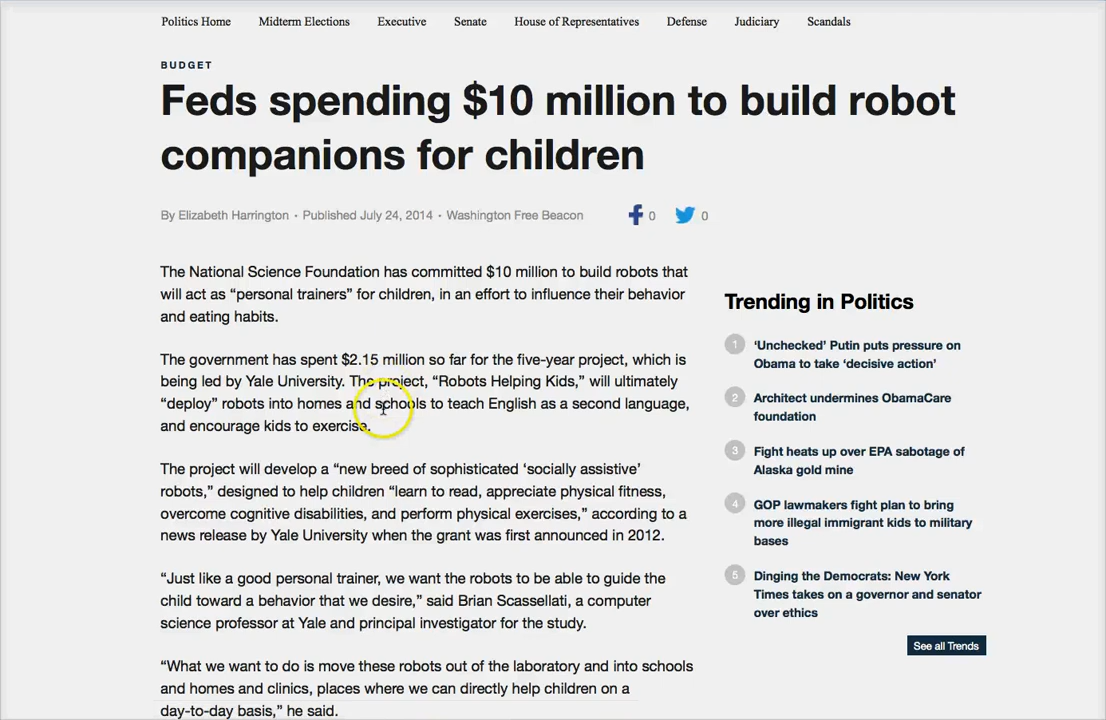 Politics Home Midterm Elections Executive Senate House of Representatives Defense Judiciary Scandals
BUDGET
Feds spending $10 million to build robot
companions for children
By Elizabeth Harrington · Published July 24, 2014 · Washington Free Beacon 0 0
The National Science Foundation has committed $10 million to build robots that
will act as “personal trainers” for children, in an effort to influence their behavior
and eating habits.
The government has spent $2.15 million so far for the five-year project, which is
being led by Yale University. The project, “Robots Helping Kids,” will ultimately
“deploy” robots into homes and schools to teach English as a second language,
and encourage kids to exercise.
The project will develop a “new breed of sophisticated ‘socially assistive’
robots,” designed to help children “learn to read, appreciate physical fitness,
overcome cognitive disabilities, and perform physical exercises,” according to a
news release by Yale University when the grant was first announced in 2012.
“Just like a good personal trainer, we want the robots to be able to guide the
child toward a behavior that we desire,” said Brian Scassellati, a computer
science professor at Yale and principal investigator for the study.
“What we want to do is move these robots out of the laboratory and into schools
and homes and clinics, places where we can directly help children on a
day-to-day basis,” he said.
Trending in Politics
1 ‘Unchecked’ Putin puts pressure on
Obama to take ‘decisive action’
2 Architect undermines ObamaCare
foundation
3 Fight heats up over EPA sabotage of
Alaska gold mine
4 GOP lawmakers fight plan to bring
more illegal immigrant kids to military
bases
5 Dinging the Democrats: New York
Times takes on a governor and senator
over ethics
See all Trends